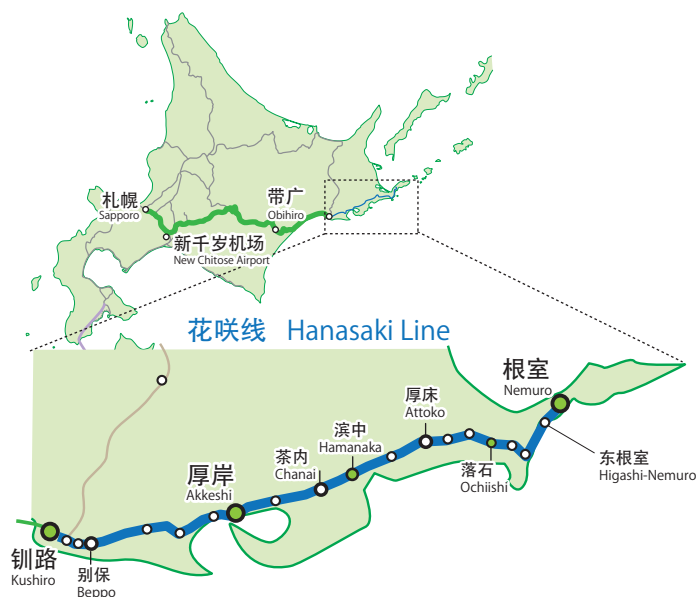 札幌
Sapporo
带广
Obihiro
新千岁机场
New Chitose Airport
花咲线 Hanasaki Line
根室
Nemuro
厚床
Attoko
滨中
Hamanaka
茶内
Chanai
厚岸
Akkeshi
落石
Ochiishi
东根室
Higashi-Nemuro
钏路
Kushiro
别保
Beppo